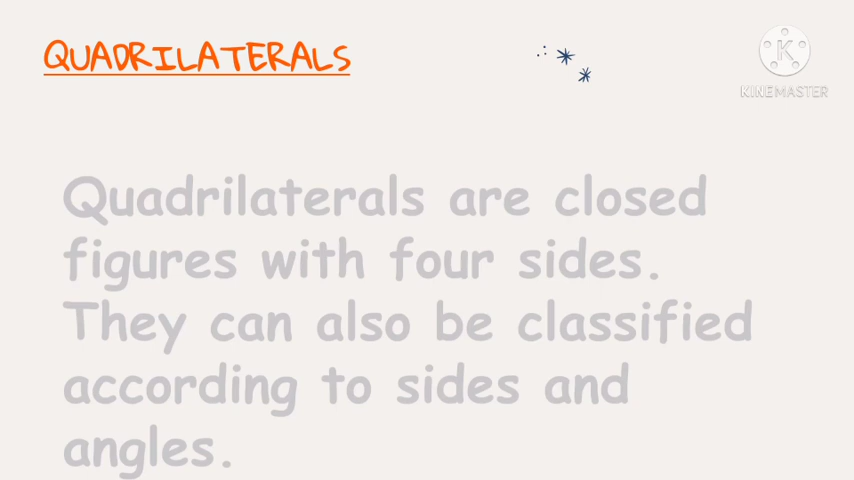 QUADRILATERALS
K
KINEMASTER
Quadrilaterals are closed
figures with four sides.
They can also be classified
according to sides and
angles.